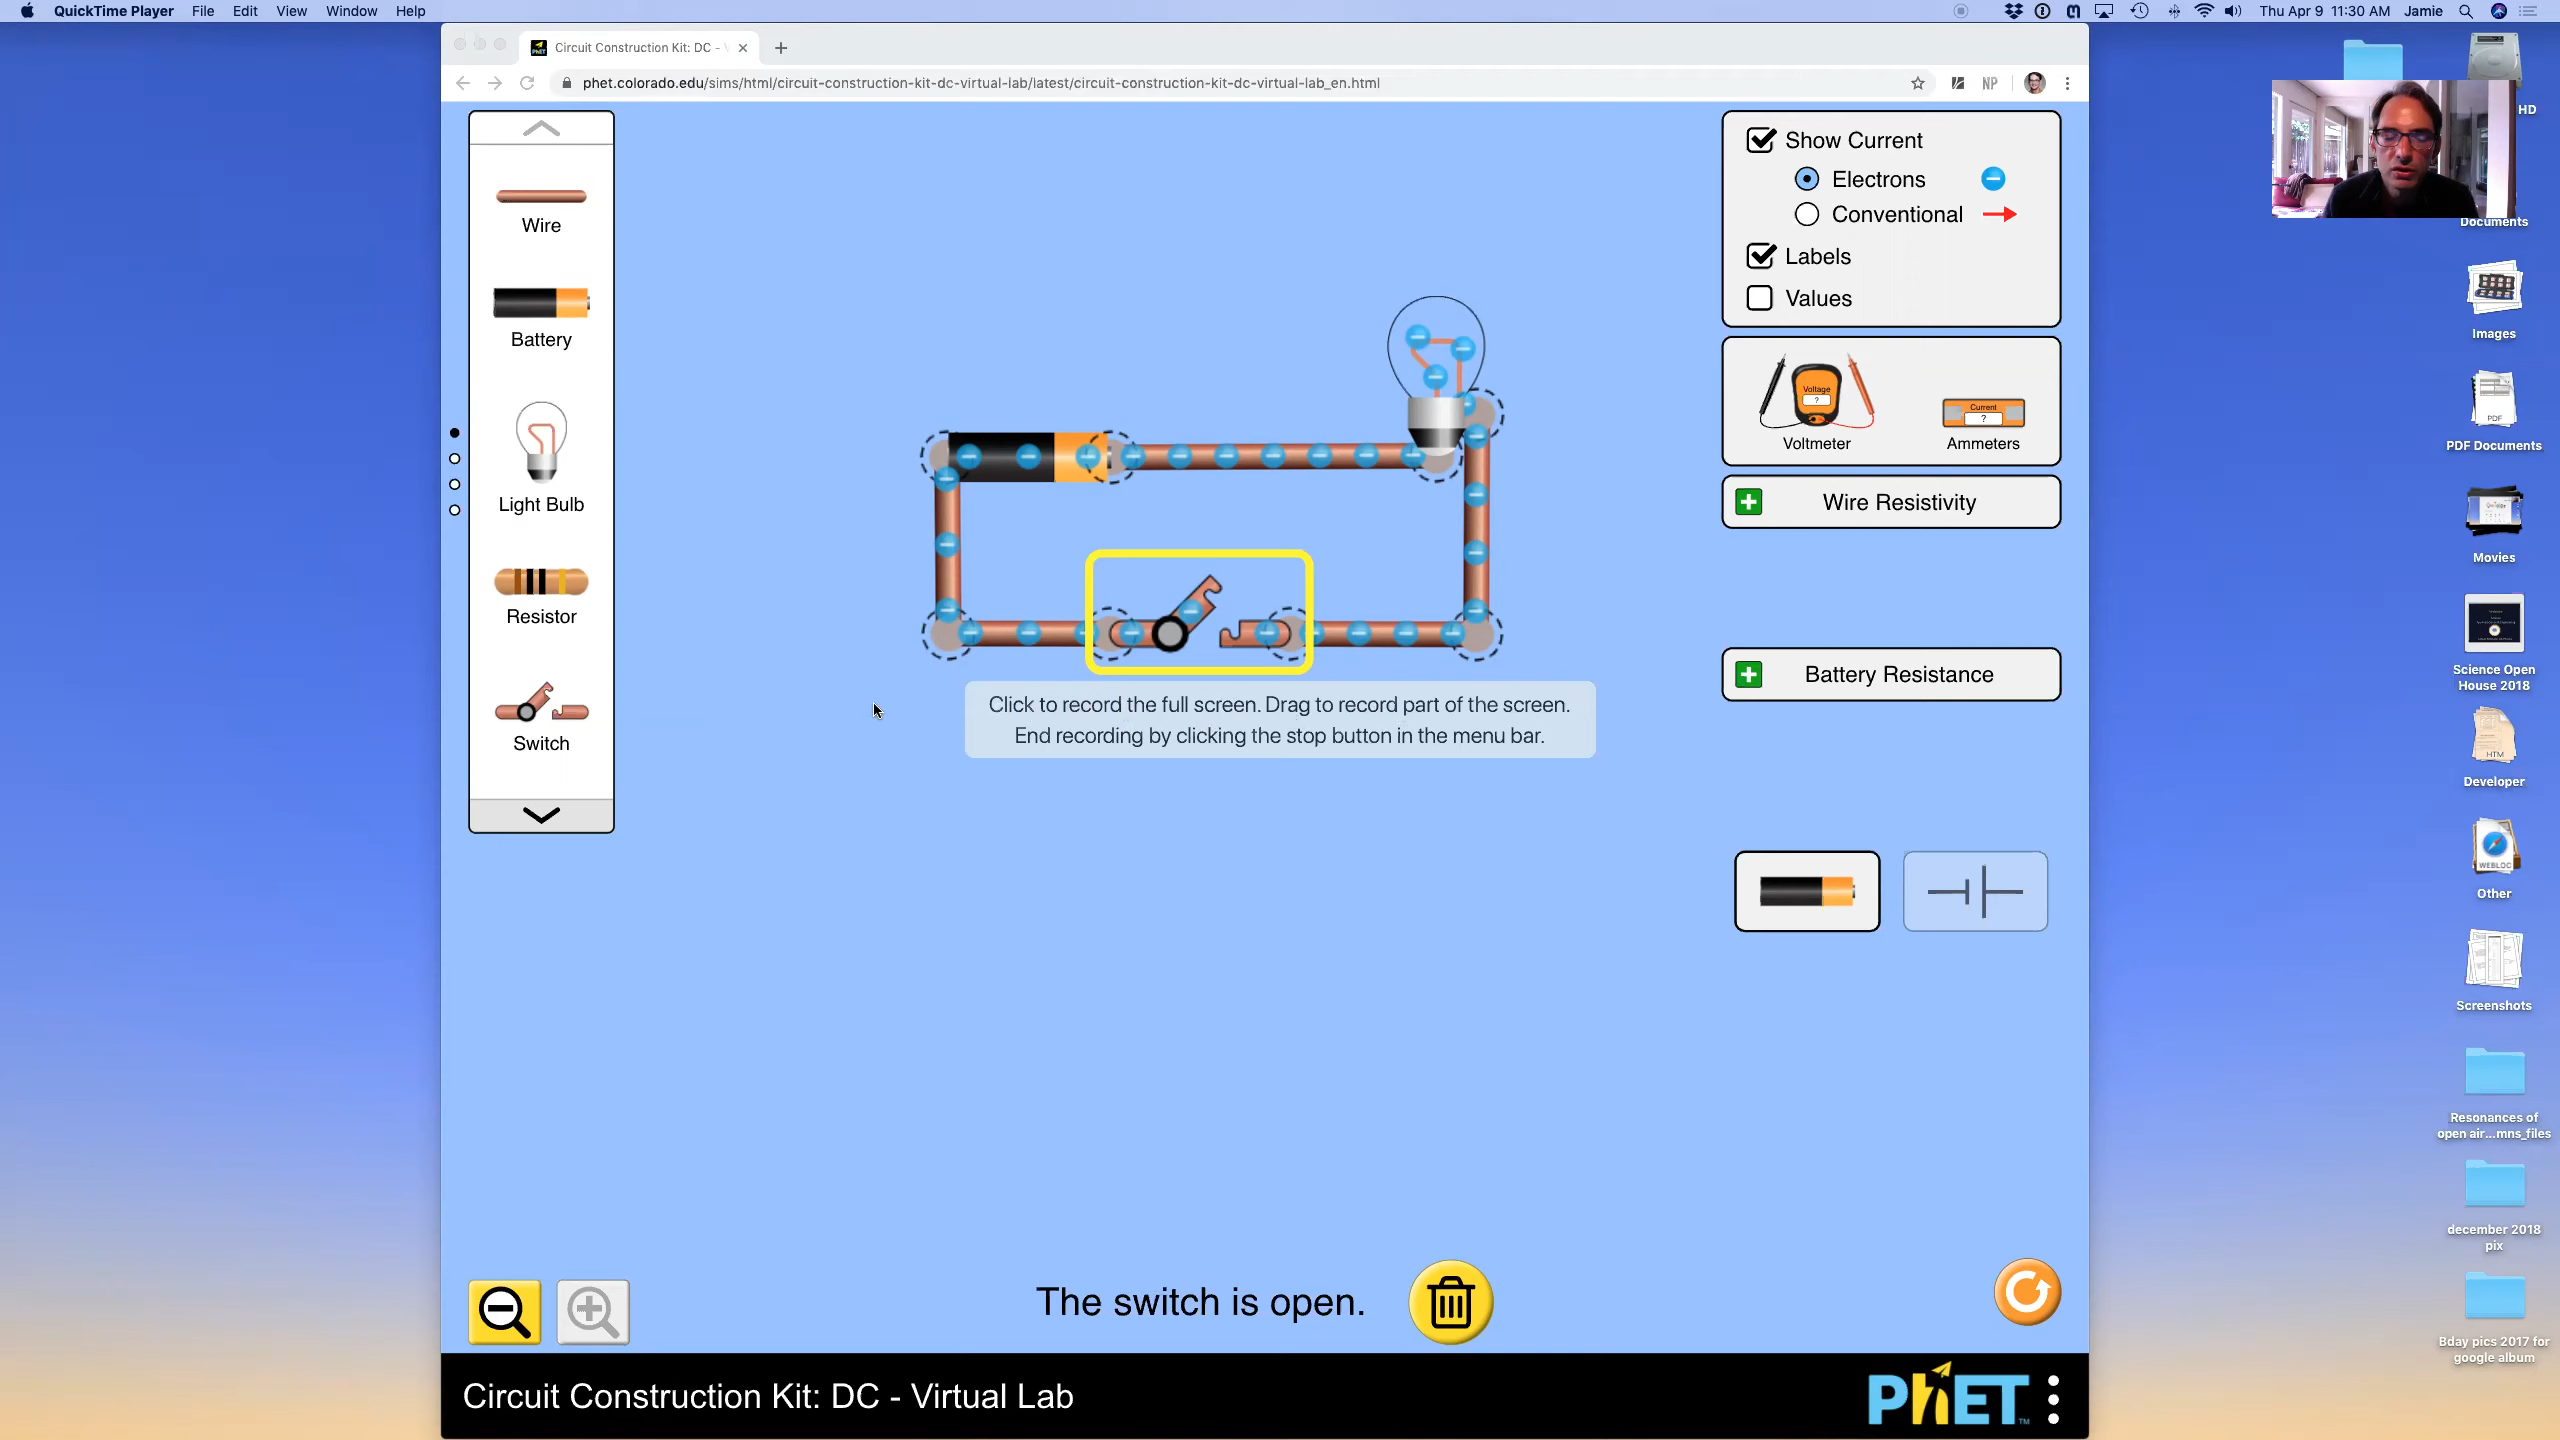 QuickTime Player File Edit View Window Help
Thu Apr 9 11:30 AM Jamie
Circuit Construction Kit: DC -
phet.colorado.edu/sims/html/circuit-construction-kit-dc-virtual-lab/latest/circuit-construction-kit-dc-virtual-lab_en.html
NP
Wire
Battery
Light Bulb
Resistor
Switch
Show Current
Electrons
Conventional
Labels
Values
Voltage
?
Voltmeter
Current
?
Ammeters
Wire Resistivity
Battery Resistance
Click to record the full screen. Drag to record part of the screen.
End recording by clicking the stop button in the menu bar.
The switch is open.
Circuit Construction Kit: DC - Virtual Lab
PhET
TM
HD
Documents
Images
PDF
PDF Documents
Movies
Science Open
House 2018
HTM
Developer
WEBLOC
Other
Screenshots
Resonances of
open air...mns_files
december 2018
pix
Bday pics 2017 for
google album